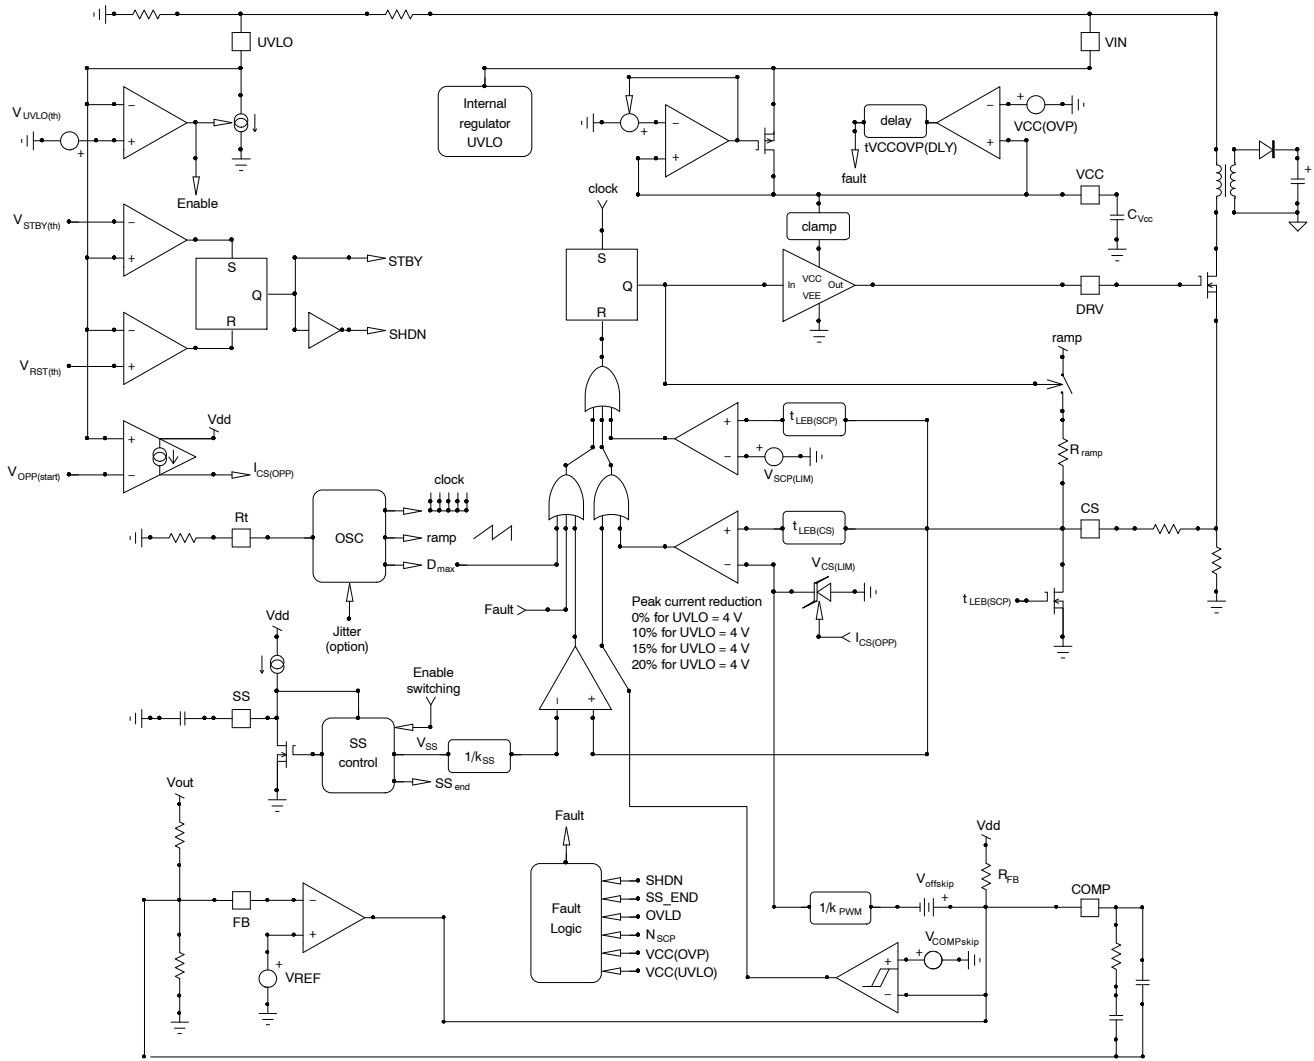 UVLO
VIN
V UVLO(th)
+
−
+
Enable
Internal
regulator
UVLO
+
−
+
delay
tVCCOVP(DLY)
fault
−
+
+
VCC(OVP)
VCC
C Vcc
+
clock
clamp
V STBY(th)
−
+
S
Q
R
STBY
SHDN
S
Q
R
In
VCC
Out
VEE
DRV
V RST(th)
−
+
ramp
R ramp
Vdd
V OPP(start)
+
−
I CS(OPP)
+
−
t LEB(SCP)
+
V SCP(LIM)
clock
Rt
OSC
ramp
D max
Jitter
(option)
+
−
t LEB(CS)
CS
V CS(LIM)
I CS(OPP)
t LEB(SCP)
Fault
Peak current reduction
0% for UVLO = 4 V
10% for UVLO = 4 V
15% for UVLO = 4 V
20% for UVLO = 4 V
Vdd
SS
Enable
switching
SS
control
V SS
1/k SS
SS end
−
+
Vout
FB
−
+
+
VREF
Fault
Fault
Logic
SHDN
SS_END
OVLD
N SCP
VCC(OVP)
VCC(UVLO)
Vdd
R FB
V offskip
+
1/k PWM
COMP
V COMPskip
+
+
−